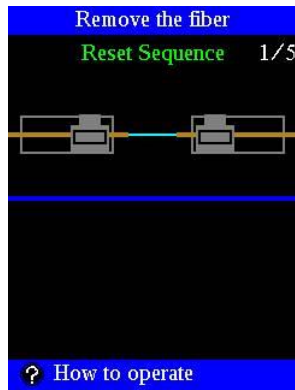 Remove the fiber
Reset Sequence 1/5
? How to operate